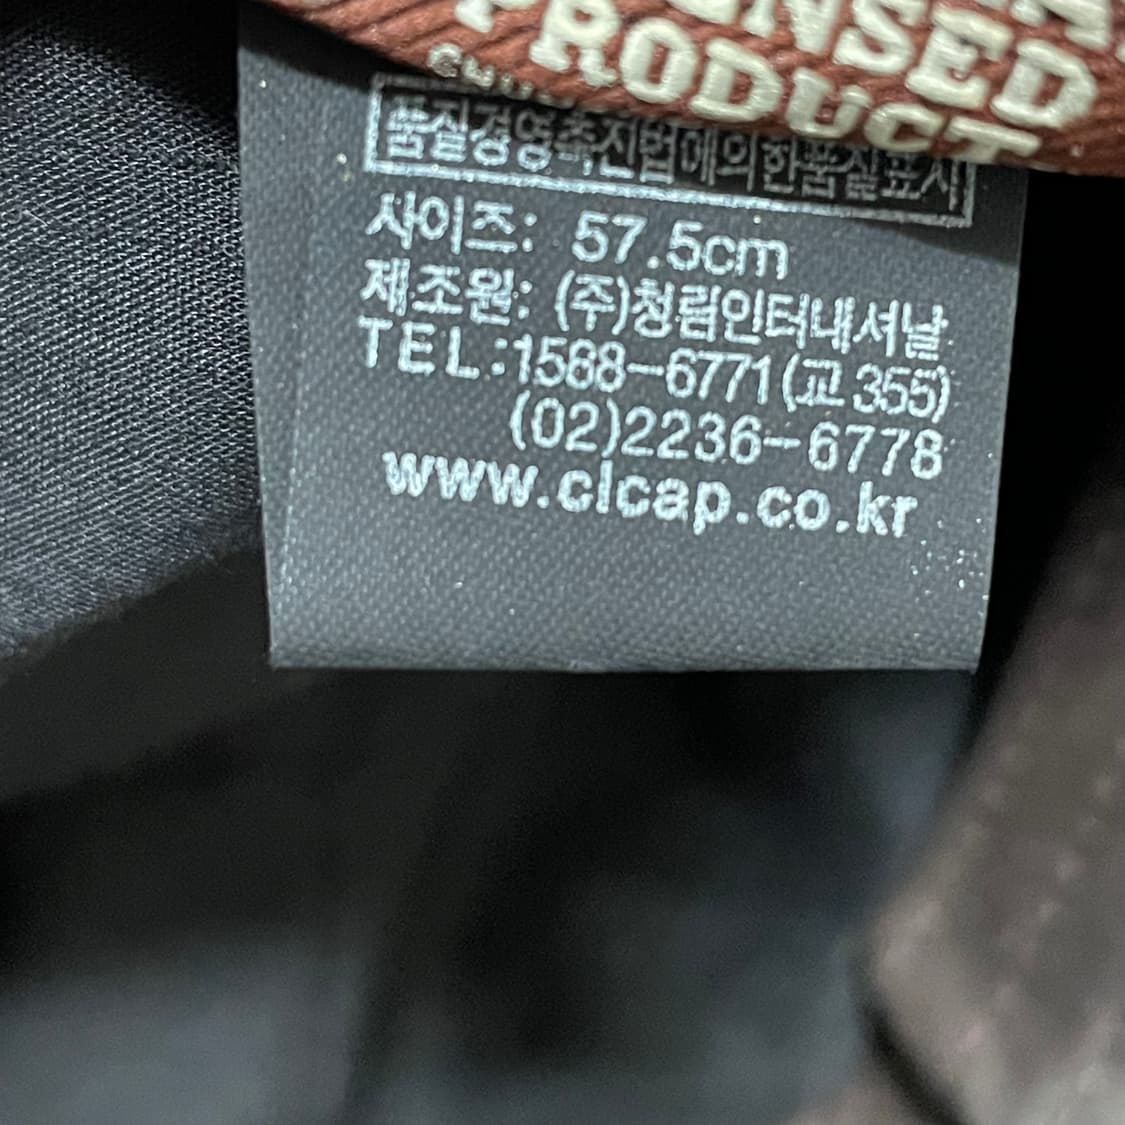 PRODUCT
품질경영촉진법에의한품질표시
사이즈: 57.5cm
제조원: (주)청림인터내셔날
TEL:1588-6771(교355)
(02)2236-6778
www.clcap.co.kr